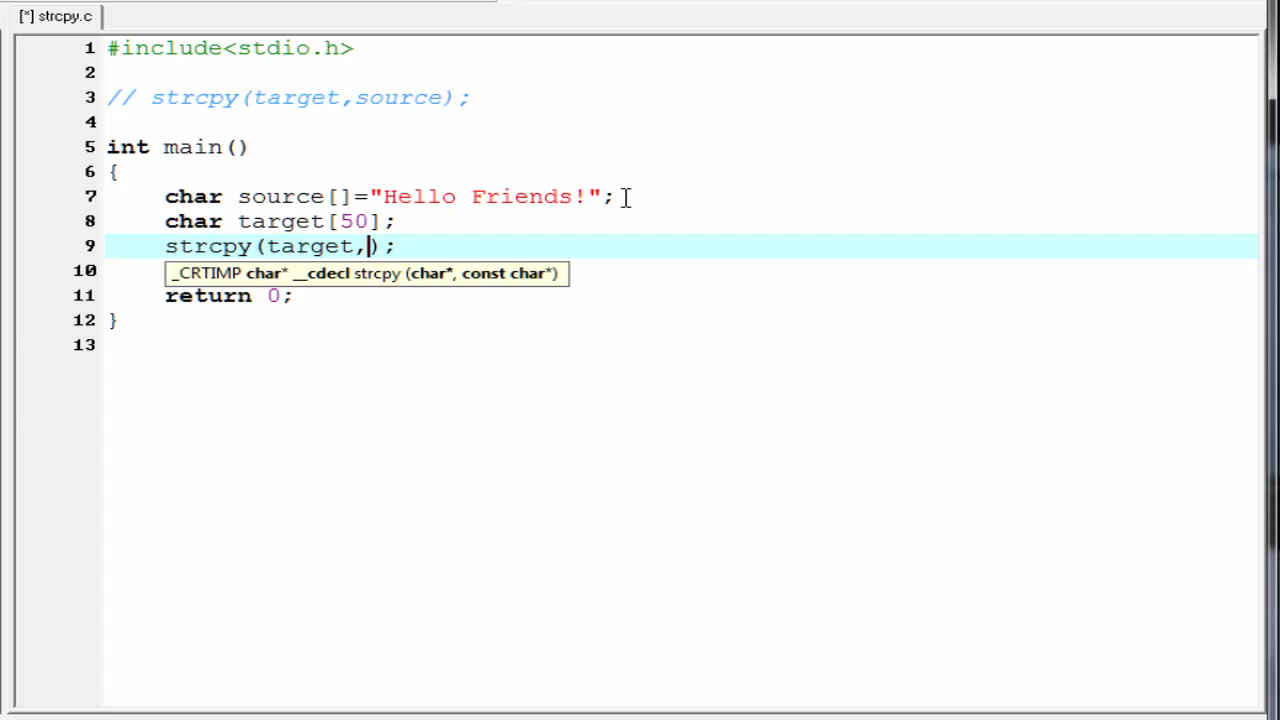 [*] strcpy.c
1 #include<stdio.h>
2
3 // strcpy(target,source);
4
5 int main()
6 {
7 char source[]="Hello Friends!";
8 char target[50];
9 strcpy(target,);
10 _CRTIMP char* __cdecl strcpy (char*, const char*)
11 return 0;
12 }
13